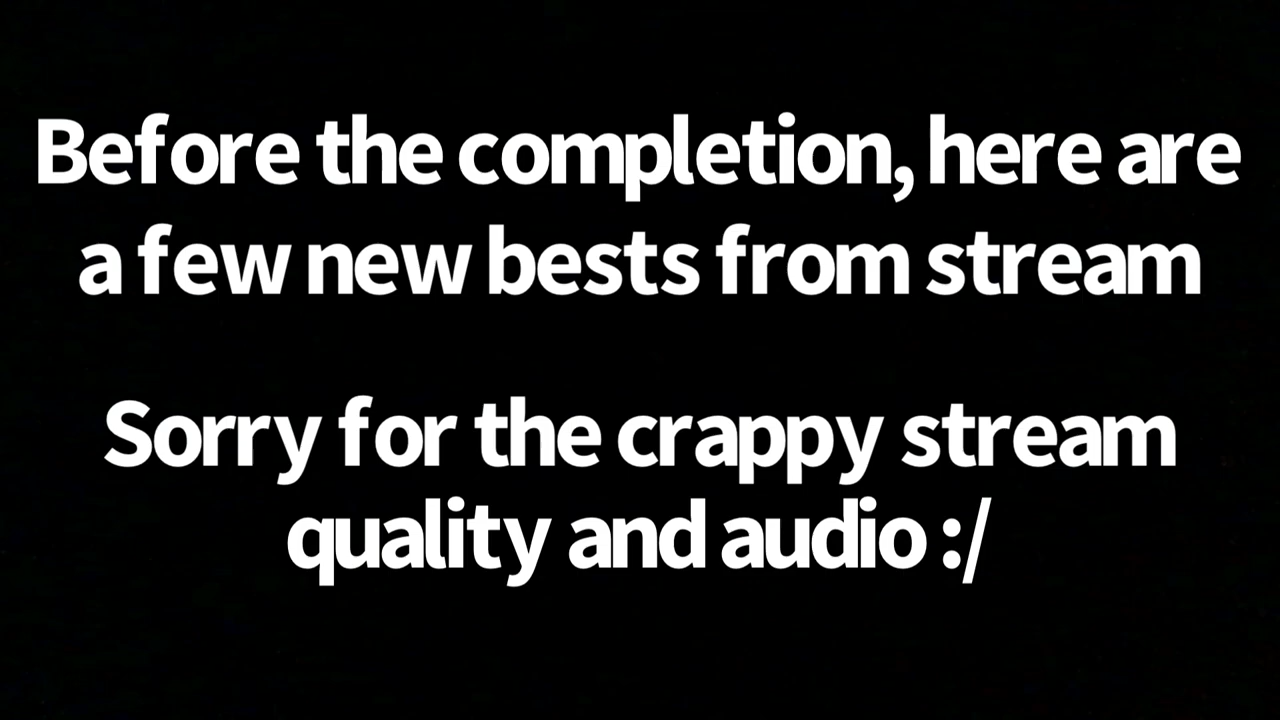 Before the completion, here are
a few new bests from stream
Sorry for the crappy stream
quality and audio :/